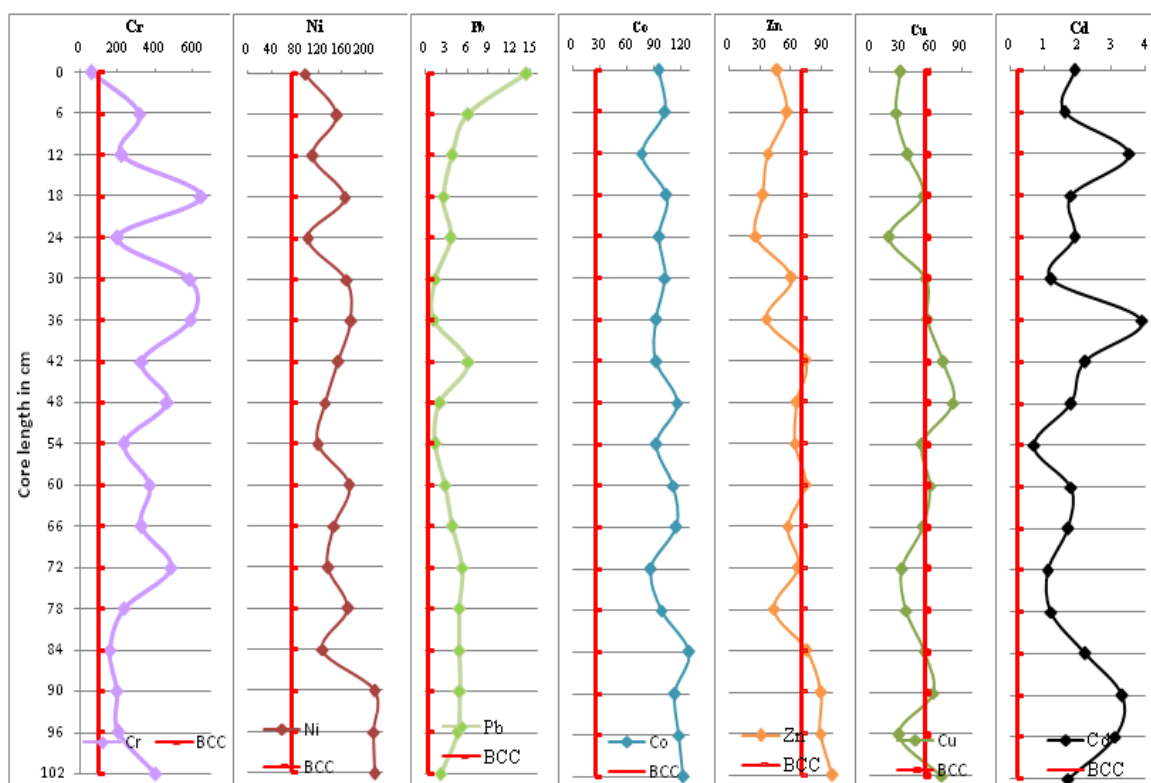 Cr
0 200 400 600
Ni
0 40 80 120 160 200
Pb
0 3 6 9 12 15
Co
0 30 60 90 120
Zn
0 30 60 90
Cu
0 30 60 90
Cd
0 1 2 3 4
Core length in cm
0
6
12
18
24
30
36
42
48
54
60
66
72
78
84
90
96
102
Cr BCC
Ni
BCC
Pb
BCC
Co
BCC
Zn
BCC
Cu
BCC
Cd
BCC